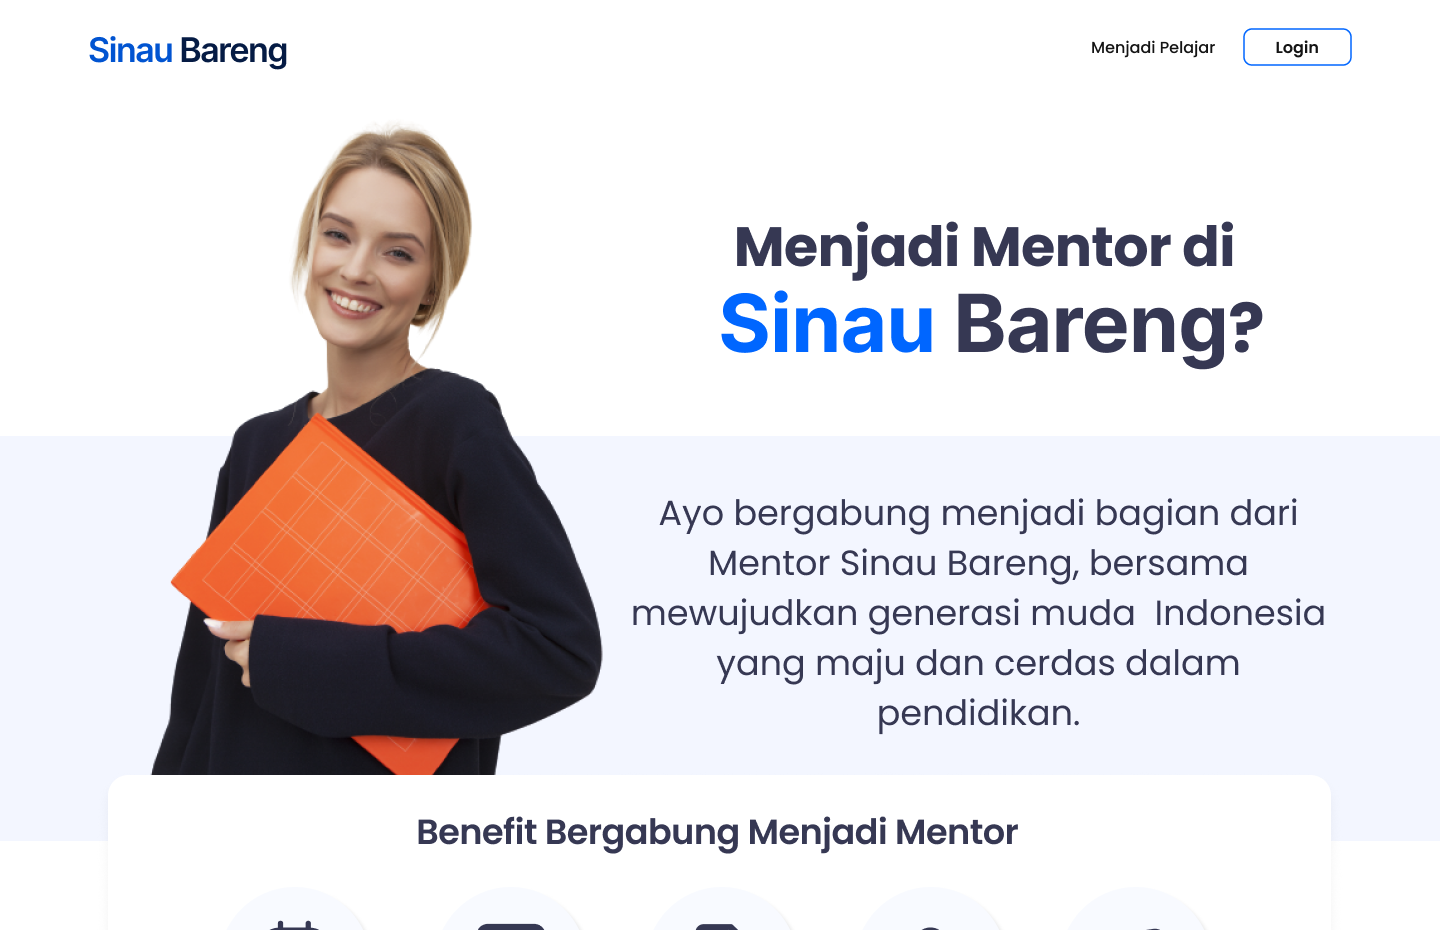 Sinau Bareng
Menjadi Pelajar
Login
Menjadi Mentor di
Sinau Bareng?
Ayo bergabung menjadi bagian dari
Mentor Sinau Bareng, bersama
mewujudkan generasi muda  Indonesia
yang maju dan cerdas dalam
pendidikan.
Benefit Bergabung Menjadi Mentor